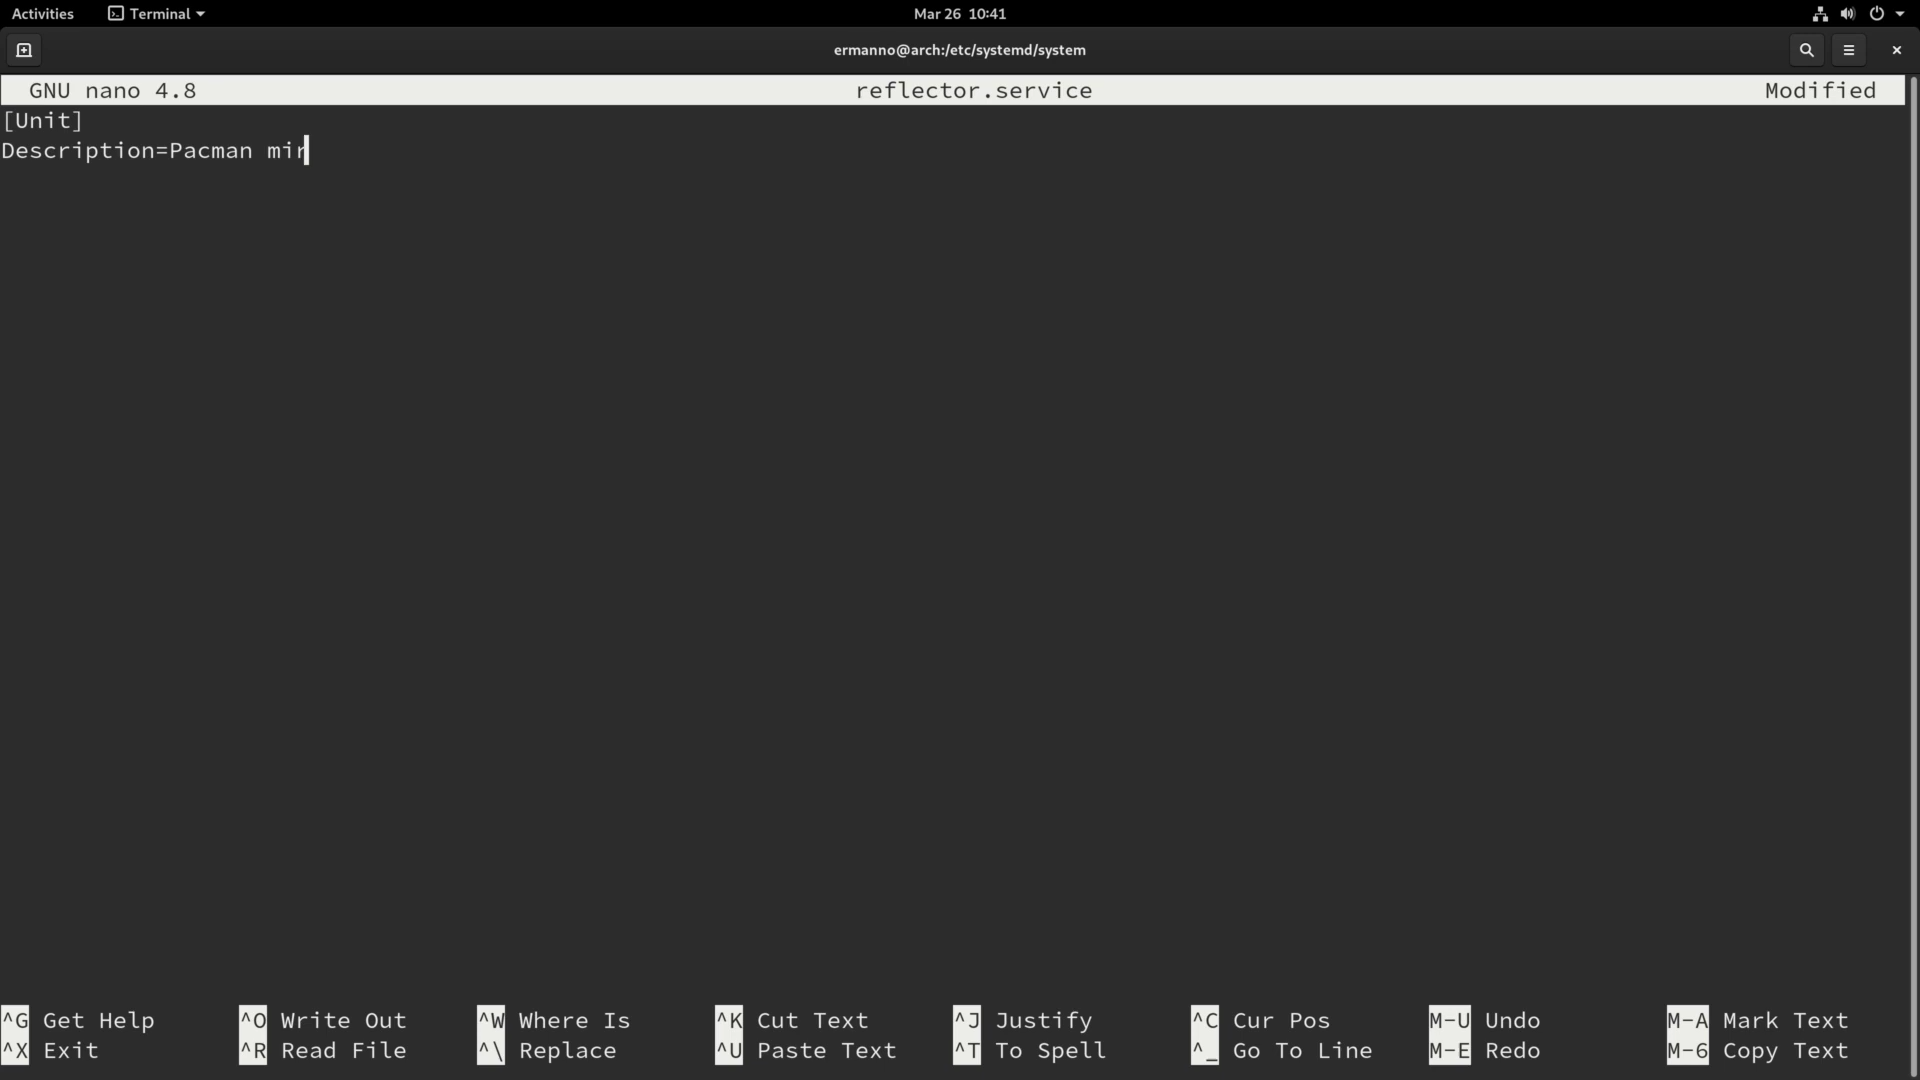 Activities Terminal Mar 26 10:41
ermanno@arch:/etc/systemd/system
GNU nano 4.8 reflector.service Modified
[Unit]
Description=Pacman mir
^G Get Help ^O Write Out ^W Where Is ^K Cut Text ^J Justify ^C Cur Pos M-U Undo M-A Mark Text
^X Exit ^R Read File ^\ Replace ^U Paste Text ^T To Spell ^_ Go To Line M-E Redo M-6 Copy Text